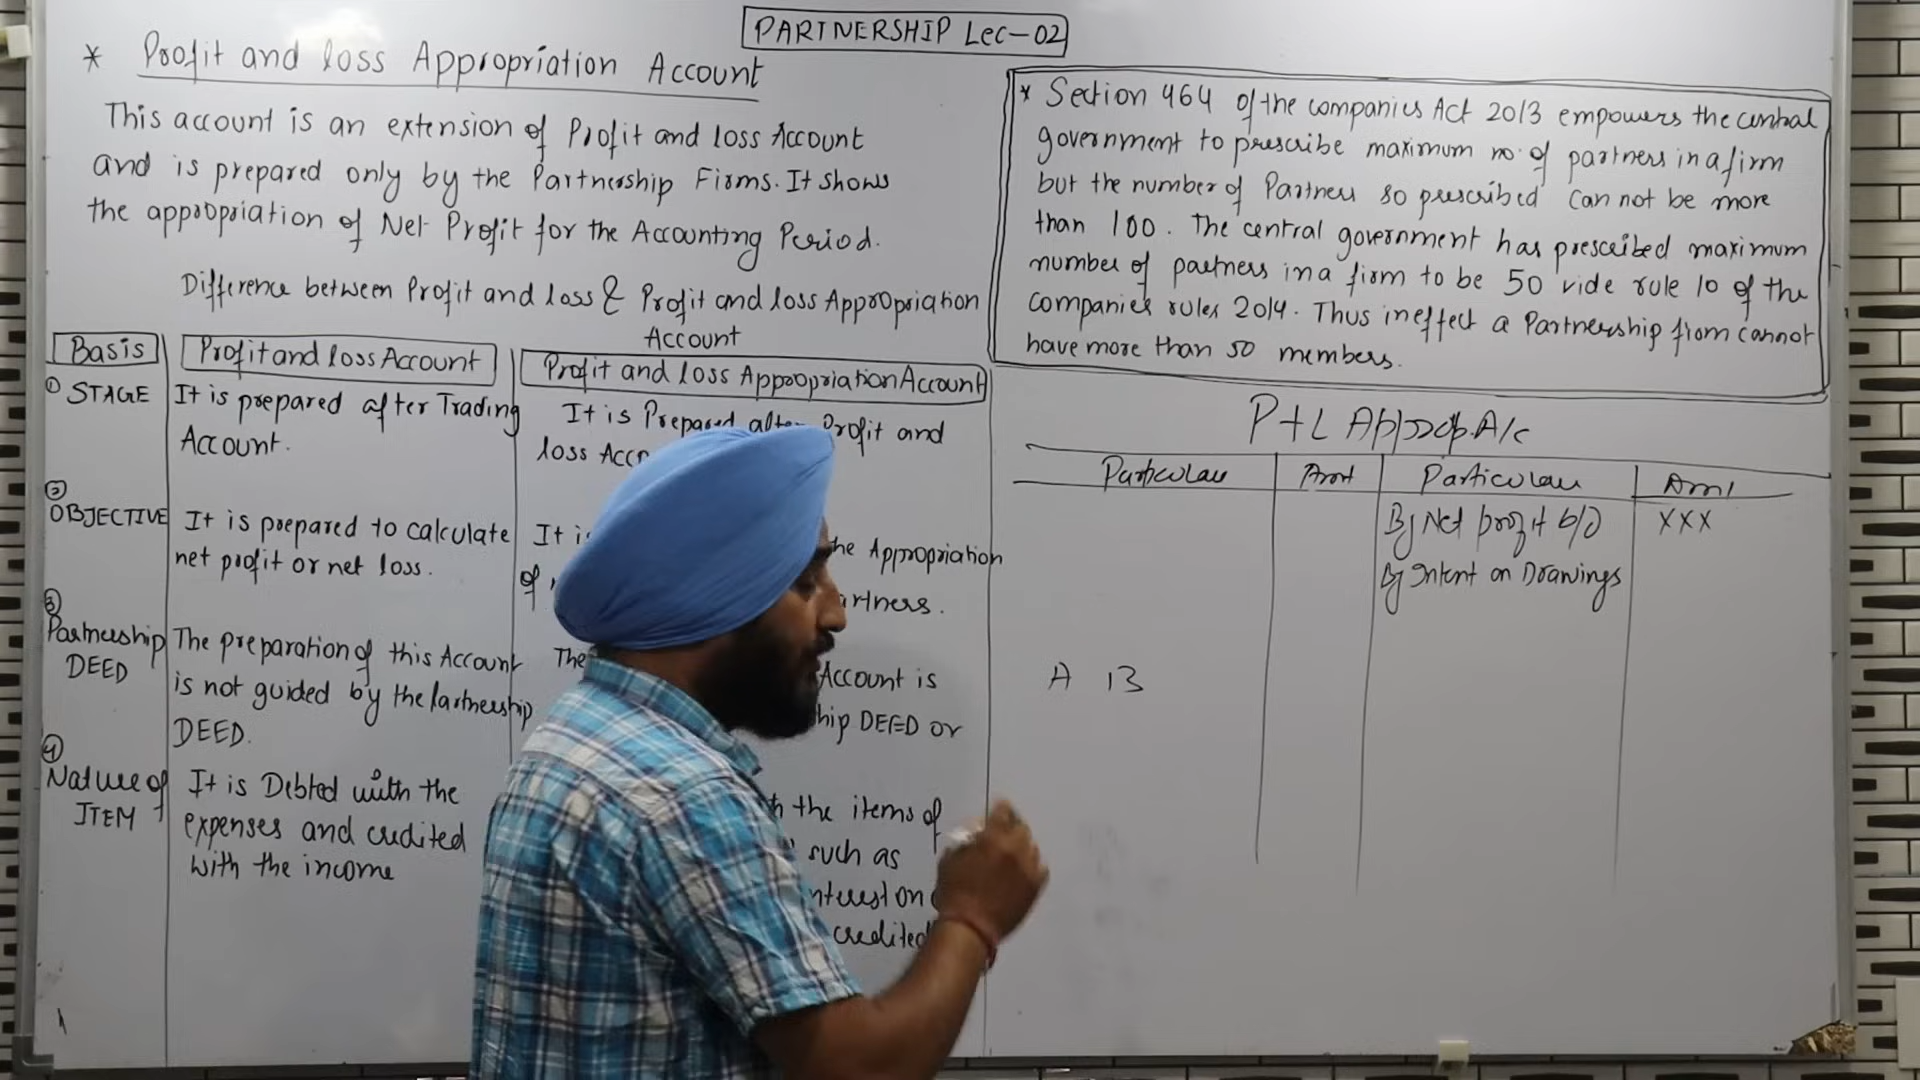 PARTNERSHIP Lec-02
* Profit and loss Appropriation Account
This account is an extension of Profit and loss Account
and is prepared only by the Partnership Firms. It shows
the appropriation of Net Profit for the Accounting Period.
Difference between Profit and loss & Profit and loss Appropriation
Account
Basis
Profit and loss Account
Profit and loss Appropriation Account
① STAGE
It is prepared after Trading
Account.
It is Prepared after Profit and
loss
② OBJECTIVE
It is prepared to calculate
net profit or net loss.
It is
the Appropriation
of
artners.
③ Partnership
DEED
The preparation of this Account
is not guided by the Partnership
DEED.
The
Account is
hip DEED or
④ Nature of
ITEM
It is Debted with the
expenses and credited
with the income
the items of
such as
nterest on
credited
* Section 464 of the companies Act 2013 empowers the central
government to prescribe maximum no. of partners in a firm
but the number of Partners so prescribed can not be more
than 100. The central government has prescribed maximum
number of partners in a firm to be 50 vide rule 10 of the
companies rules 2014. Thus in effect a Partnership firm cannot
have more than 50 members.
P+L Approp. A/c
Particulars Amt Particulars Amt
By Net profit b/d XXX
By Intent on Drawings
A B